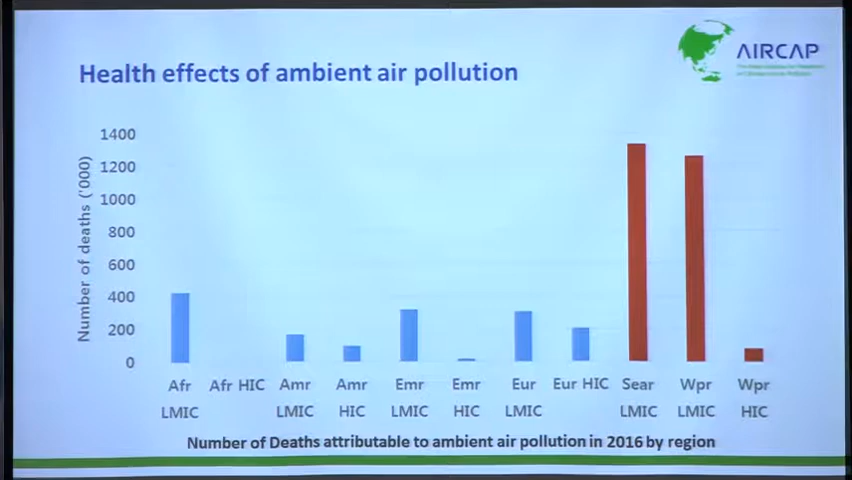 AIRCAP
Health effects of ambient air pollution
Number of deaths ('000)
1400
1200
1000
800
600
400
200
0
Afr LMIC
Afr HIC
Amr LMIC
Amr HIC
Emr LMIC
Emr HIC
Eur LMIC
Eur HIC
Sear LMIC
Wpr LMIC
Wpr HIC
Number of Deaths attributable to ambient air pollution in 2016 by region